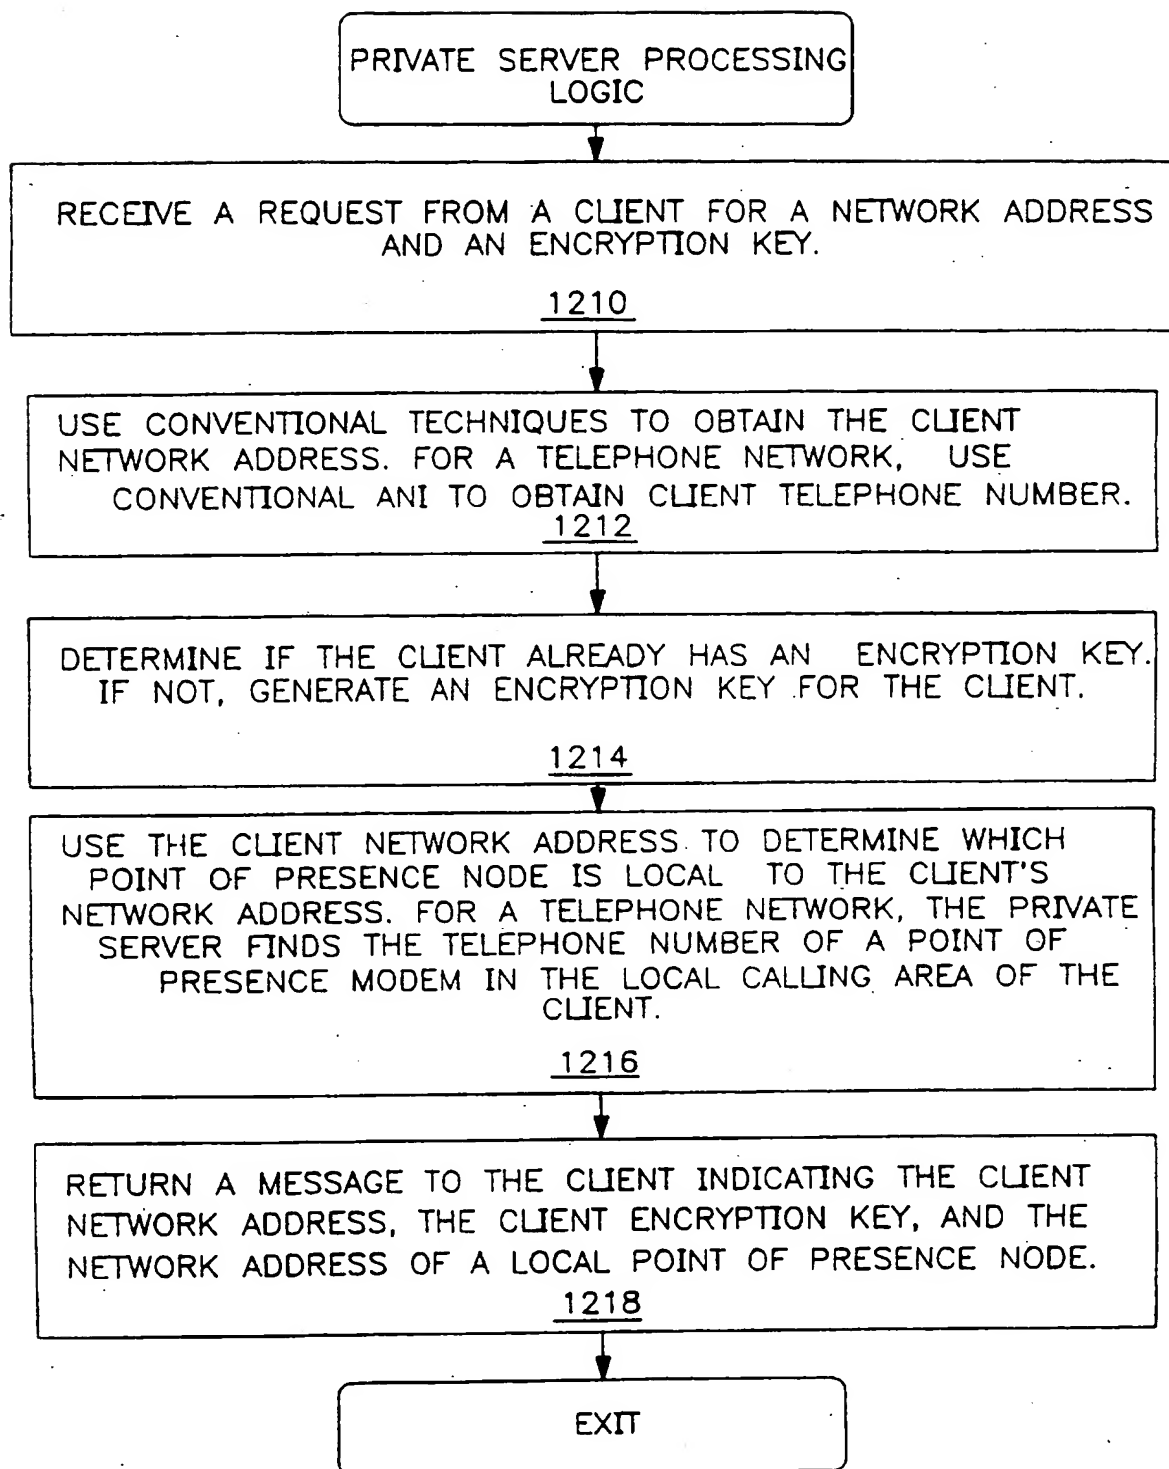 PRIVATE SERVER PROCESSING
LOGIC
RECEIVE A REQUEST FROM A CLIENT FOR A NETWORK ADDRESS
AND AN ENCRYPTION KEY.
1210
USE CONVENTIONAL TECHNIQUES TO OBTAIN THE CLIENT
NETWORK ADDRESS. FOR A TELEPHONE NETWORK, USE
CONVENTIONAL ANI TO OBTAIN CLIENT TELEPHONE NUMBER.
1212
DETERMINE IF THE CLIENT ALREADY HAS AN ENCRYPTION KEY.
IF NOT, GENERATE AN ENCRYPTION KEY FOR THE CLIENT.
1214
USE THE CLIENT NETWORK ADDRESS TO DETERMINE WHICH
POINT OF PRESENCE NODE IS LOCAL TO THE CLIENT'S
NETWORK ADDRESS. FOR A TELEPHONE NETWORK, THE PRIVATE
SERVER FINDS THE TELEPHONE NUMBER OF A POINT OF
PRESENCE MODEM IN THE LOCAL CALLING AREA OF THE
CLIENT.
1216
RETURN A MESSAGE TO THE CLIENT INDICATING THE CLIENT
NETWORK ADDRESS, THE CLIENT ENCRYPTION KEY, AND THE
NETWORK ADDRESS OF A LOCAL POINT OF PRESENCE NODE.
1218
EXIT